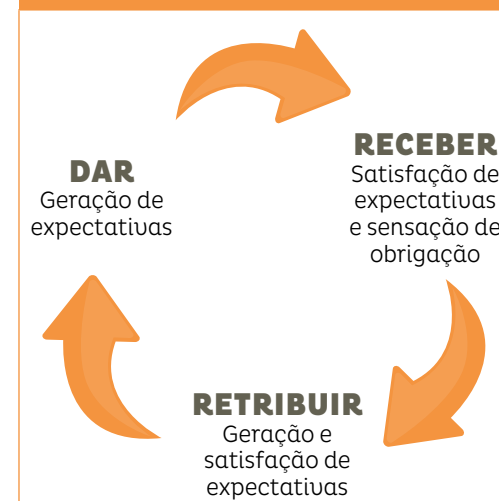 DAR
Geração de
expectativas
RECEBER
Satisfação de
expectativas
e sensação de
obrigação
RETRIBUIR
Geração e
satisfação de
expectativas